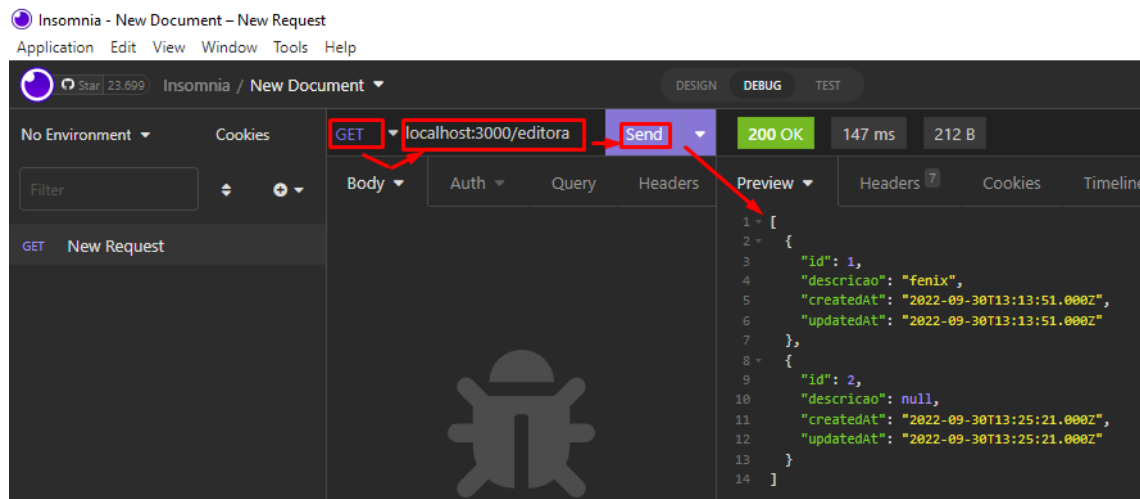 Insomnia - New Document – New Request
Application Edit View Window Tools Help
Star 23.699 Insomnia / New Document DESIGN DEBUG TEST
No Environment Cookies GET localhost:3000/editora Send 200 OK 147 ms 212 B
Filter Body Auth Query Headers Preview Headers 7 Cookies Timeline
GET New Request
1 [
2 {
3 "id": 1,
4 "descricao": "fenix",
5 "createdAt": "2022-09-30T13:13:51.000Z",
6 "updatedAt": "2022-09-30T13:13:51.000Z"
7 },
8 {
9 "id": 2,
10 "descricao": null,
11 "createdAt": "2022-09-30T13:25:21.000Z",
12 "updatedAt": "2022-09-30T13:25:21.000Z"
13 }
14 ]